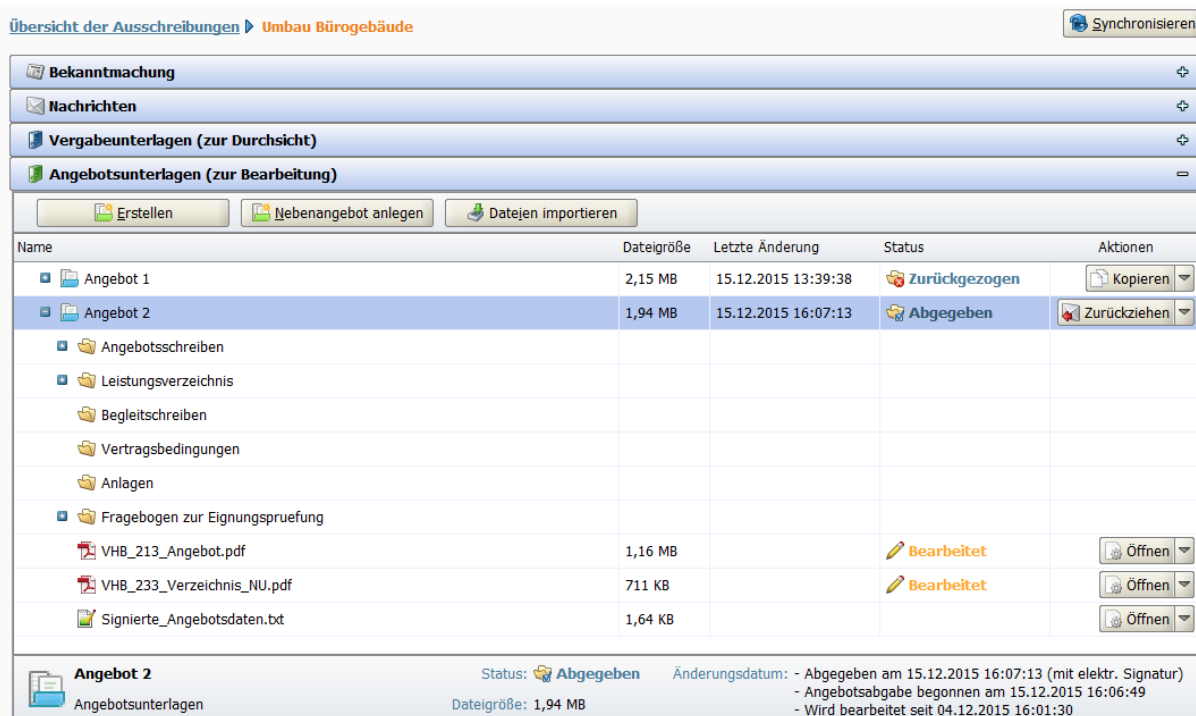 Übersicht der Ausschreibungen Umbau Bürogebäude Synchronisieren
Bekanntmachung
Nachrichten
Vergabeunterlagen (zur Durchsicht)
Angebotsunterlagen (zur Bearbeitung)
Erstellen Nebenangebot anlegen Dateien importieren
Name Dateigröße Letzte Änderung Status Aktionen
Angebot 1 2,15 MB 15.12.2015 13:39:38 Zurückgezogen Kopieren
Angebot 2 1,94 MB 15.12.2015 16:07:13 Abgegeben Zurückziehen
Angebotsschreiben
Leistungsverzeichnis
Begleitschreiben
Vertragsbedingungen
Anlagen
Fragebogen zur Eignungspruefung
VHB_213_Angebot.pdf 1,16 MB Bearbeitet Öffnen
VHB_233_Verzeichnis_NU.pdf 711 KB Bearbeitet Öffnen
Signierte_Angebotsdaten.txt 1,64 KB Öffnen
Angebot 2 Status: Abgegeben Änderungsdatum: - Abgegeben am 15.12.2015 16:07:13 (mit elektr. Signatur)
- Angebotsabgabe begonnen am 15.12.2015 16:06:49
Angebotsunterlagen Dateigröße: 1,94 MB - Wird bearbeitet seit 04.12.2015 16:01:30